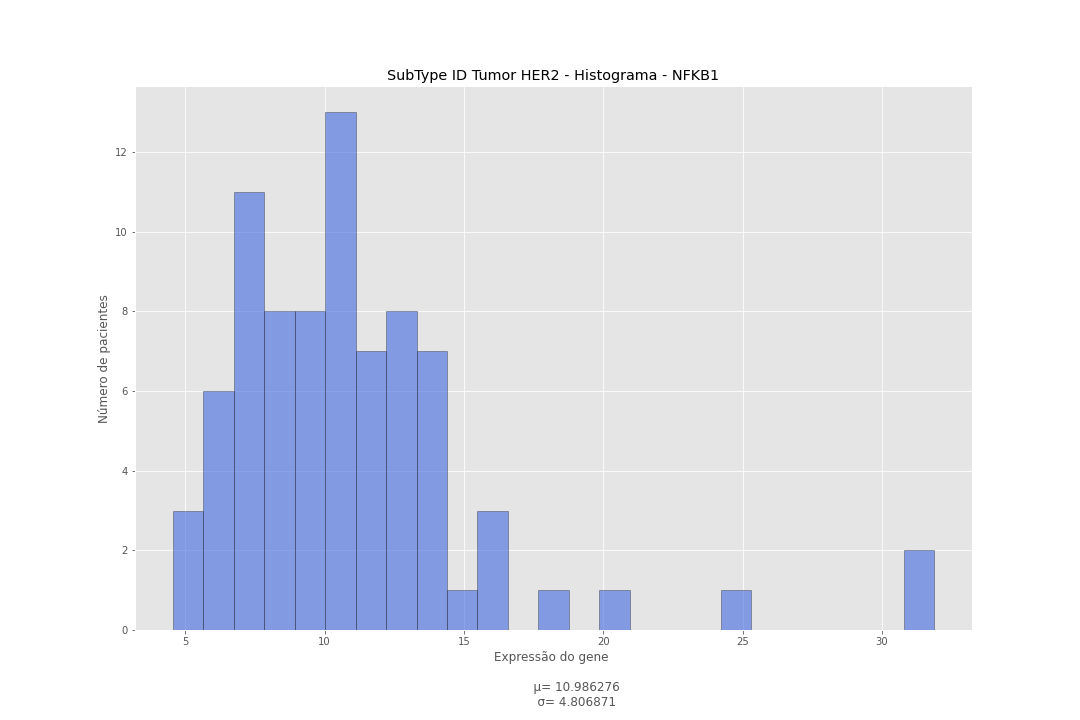 SubType ID Tumor HER2 - Histograma - NFKB1
Número de pacientes
12
10
8
6
4
2
0
5 10 15 20 25 30
Expressão do gene
μ= 10.986276
σ= 4.806871